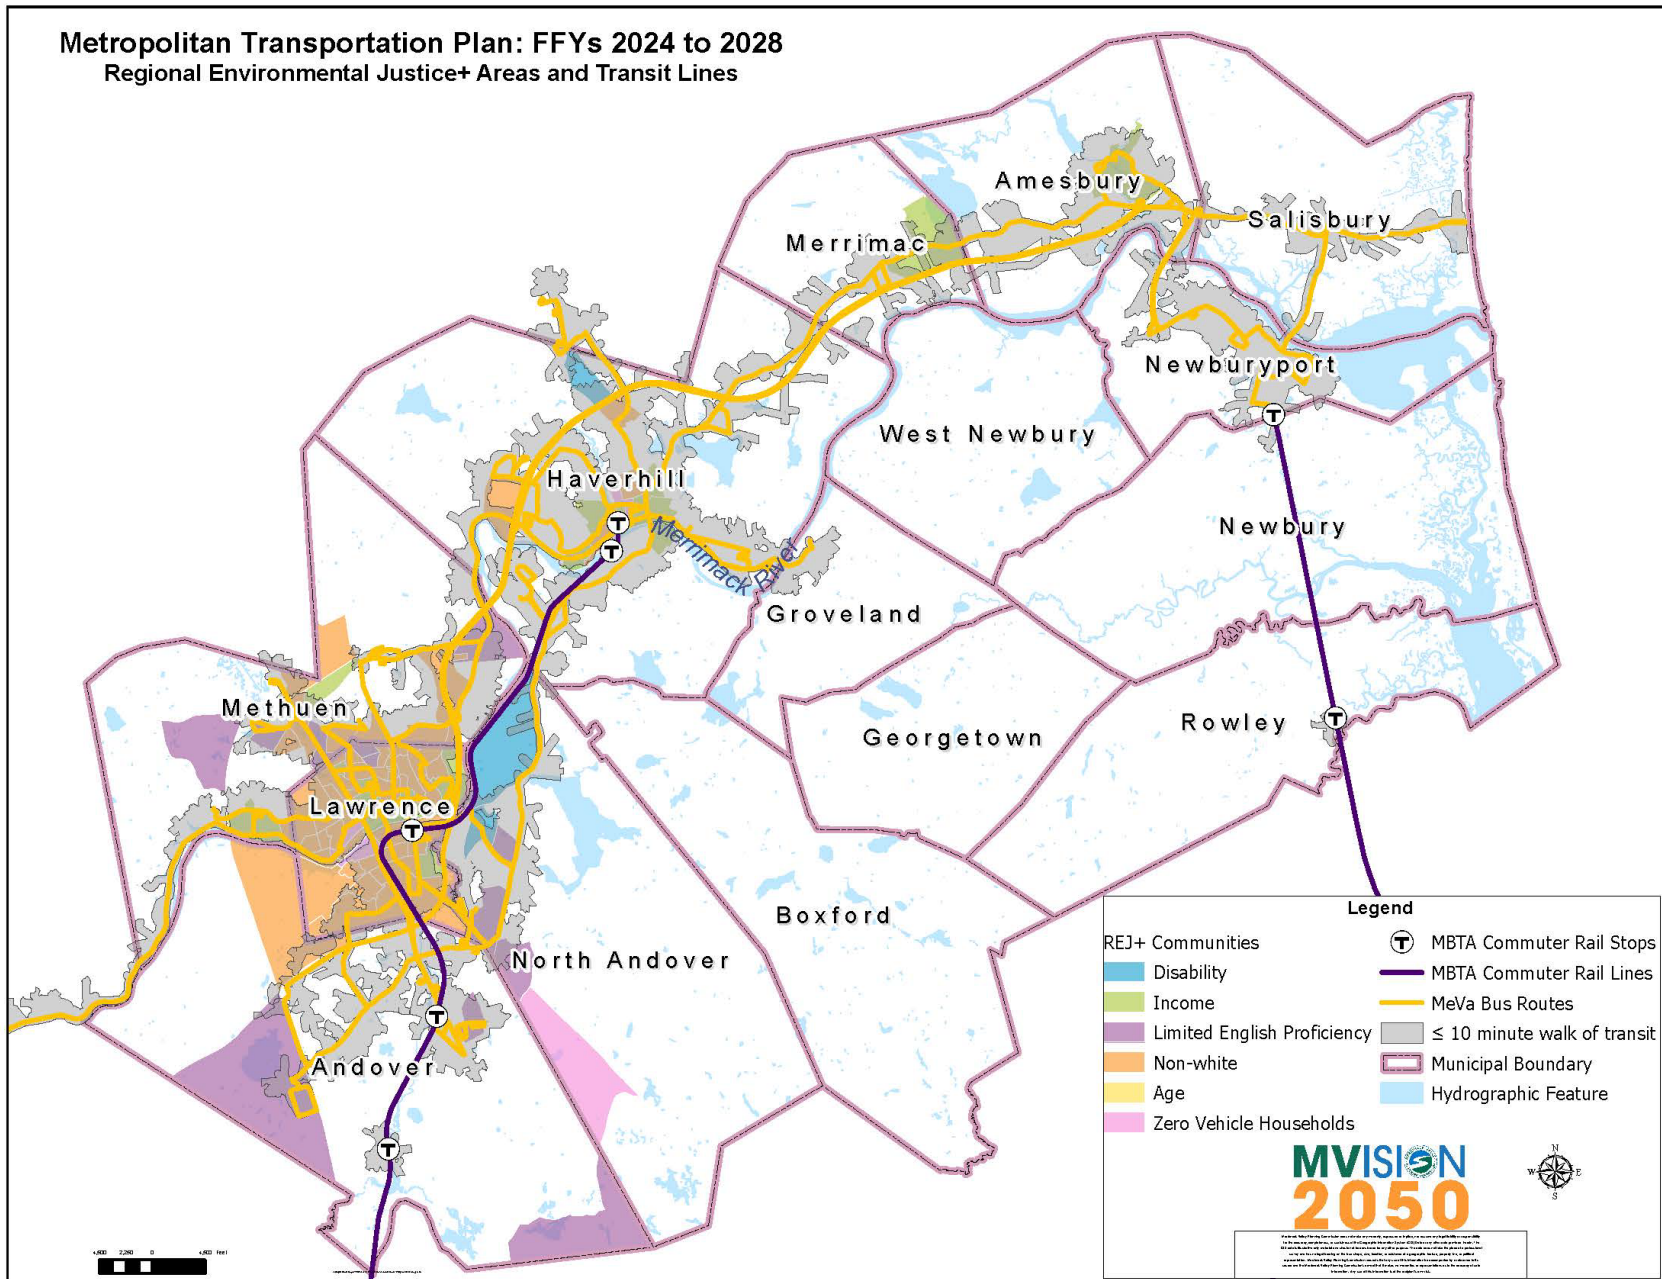 Metropolitan Transportation Plan: FFYs 2024 to 2028
Regional Environmental Justice+ Areas and Transit Lines
Amesbury
Salisbury
Merrimac
Newburyport
West Newbury
Haverhill
Newbury
Merrimack River
Groveland
Methuen
Rowley
Georgetown
Lawrence
Boxford
North Andover
Andover
Legend
REJ+ Communities
Disability
Income
Limited English Proficiency
Non-white
Age
Zero Vehicle Households
MBTA Commuter Rail Stops
MBTA Commuter Rail Lines
MeVa Bus Routes
≤ 10 minute walk of transit
Municipal Boundary
Hydrographic Feature
T
T
T
T
T
T
T
T
MVISION
2050
N
W E
S
0
Feet